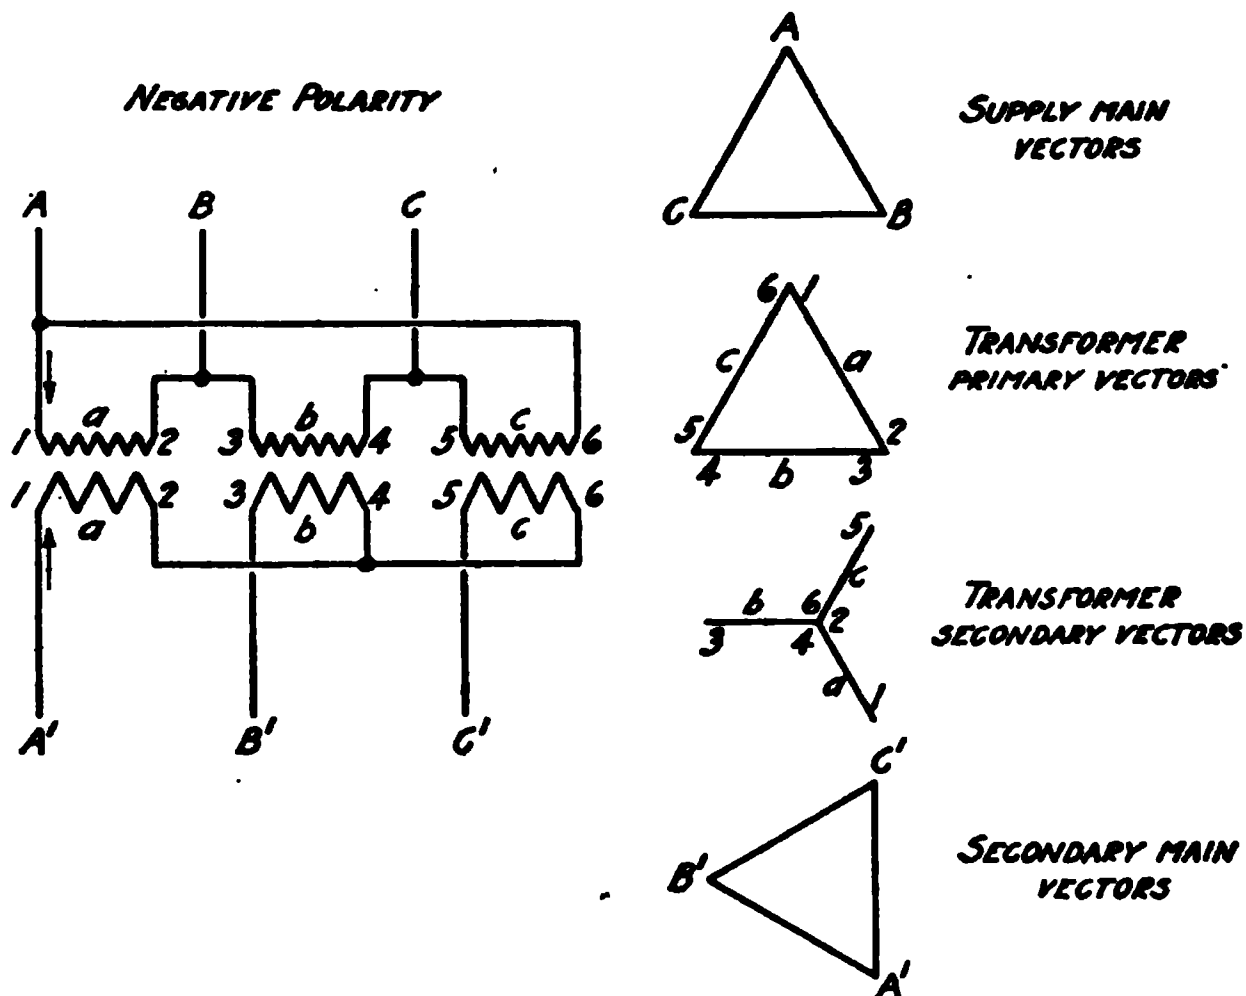 NEGATIVE POLARITY
A B C
a b c
1 2 3 4 5 6
1 2 3 4 5 6
a b c
A' B' C'
A
C B
SUPPLY MAIN
VECTORS
6 1
c a
5 2
4 b 3
TRANSFORMER
PRIMARY VECTORS
5
c
b 6
3 4 2
a
1
TRANSFORMER
SECONDARY VECTORS
C'
B'
A'
SECONDARY MAIN
VECTORS